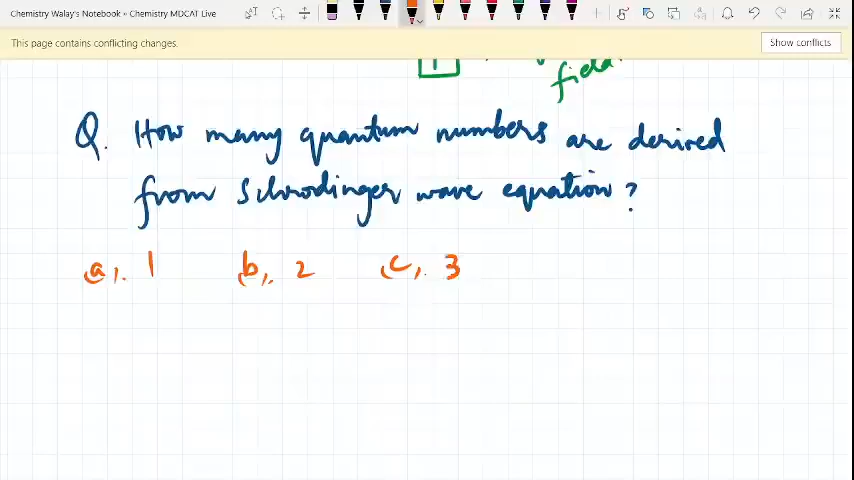 Chemistry Walay's Notebook » Chemistry MDCAT Live
This page contains conflicting changes.
Show conflicts
field
Q. How many quantum numbers are derived
from Schrodinger wave equation?
(a). 1 (b). 2 (c). 3